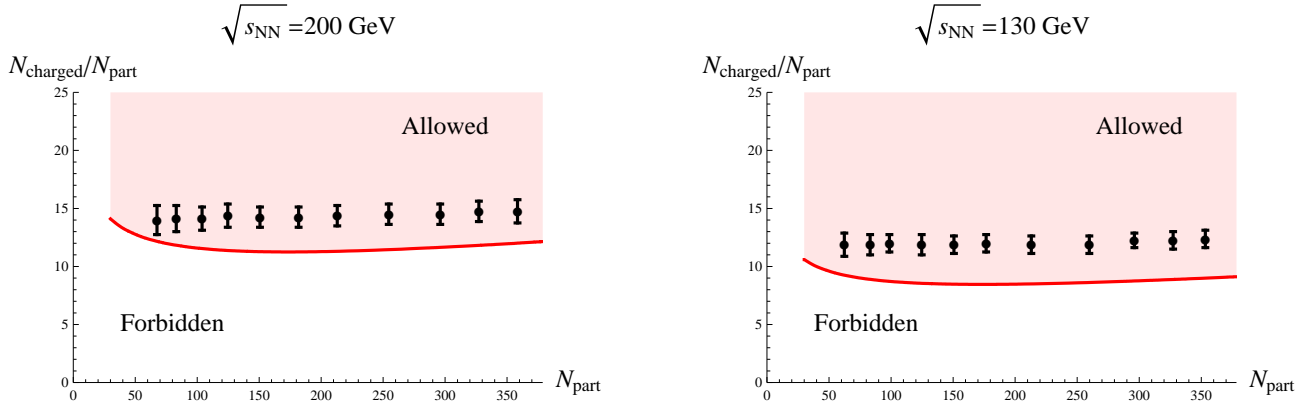 √s_NN =200 GeV
N_charged/N_part
25
20
15
10
5
0
Allowed
Forbidden
0 50 100 150 200 250 300 350
N_part
√s_NN =130 GeV
N_charged/N_part
25
20
15
10
5
0
Allowed
Forbidden
0 50 100 150 200 250 300 350
N_part